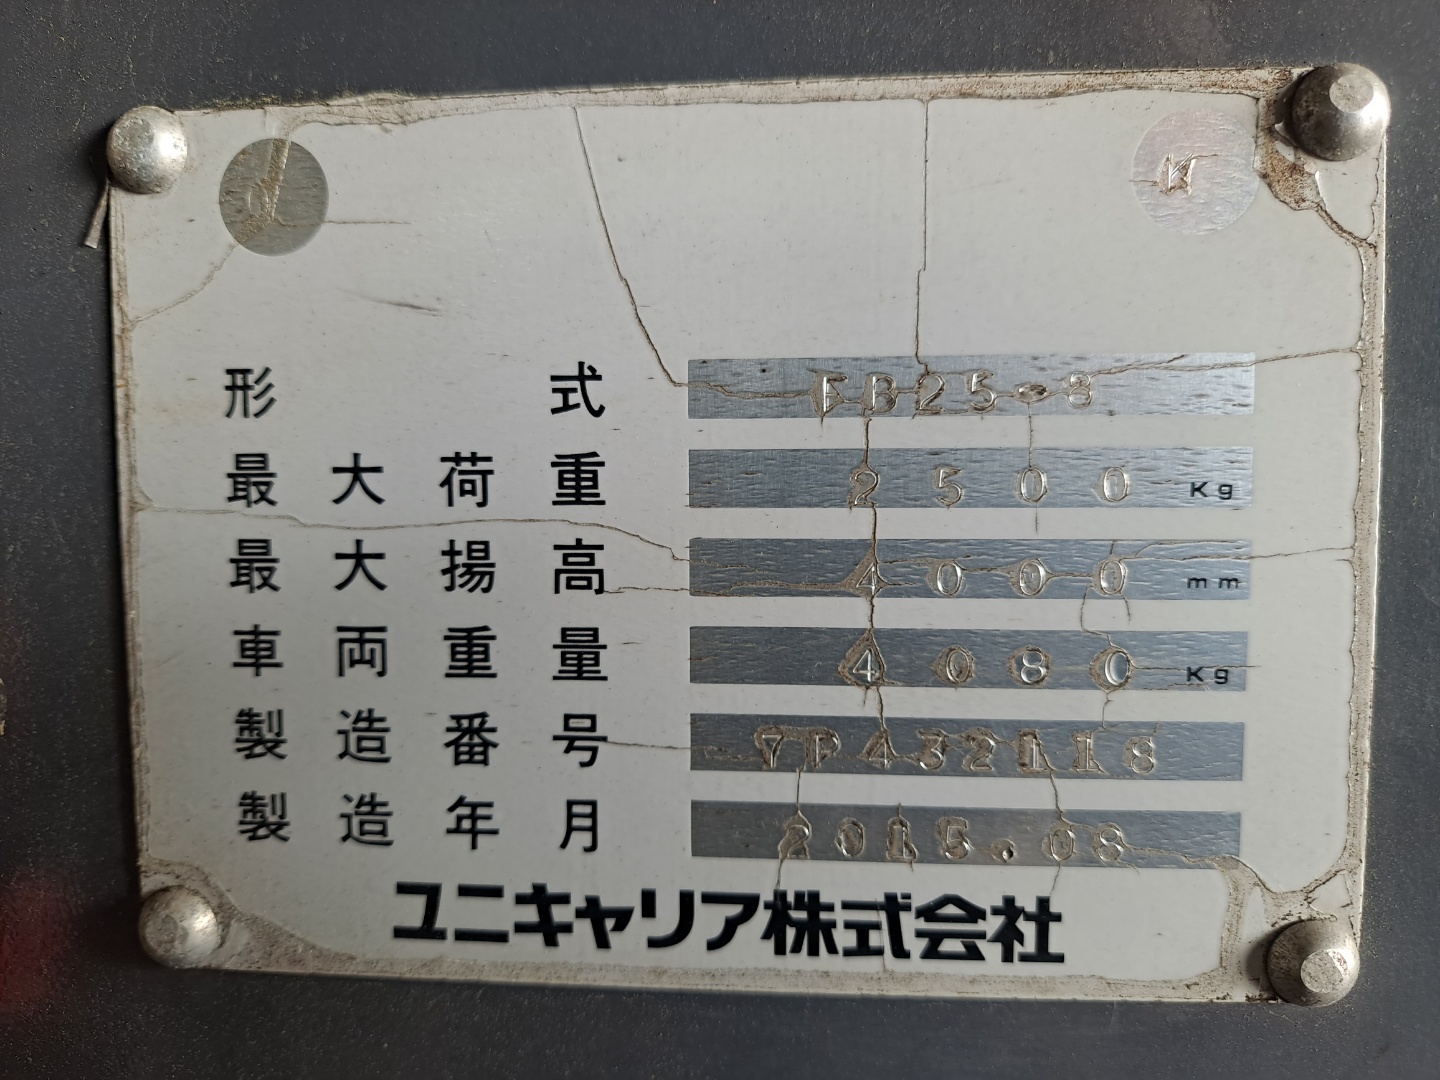 K
形式 FB25-8
最大荷重 2500 Kg
最大揚高 4000 mm
車両重量 4080 Kg
製造番号 7P432118
製造年月 2015.08
ユニキャリア株式会社